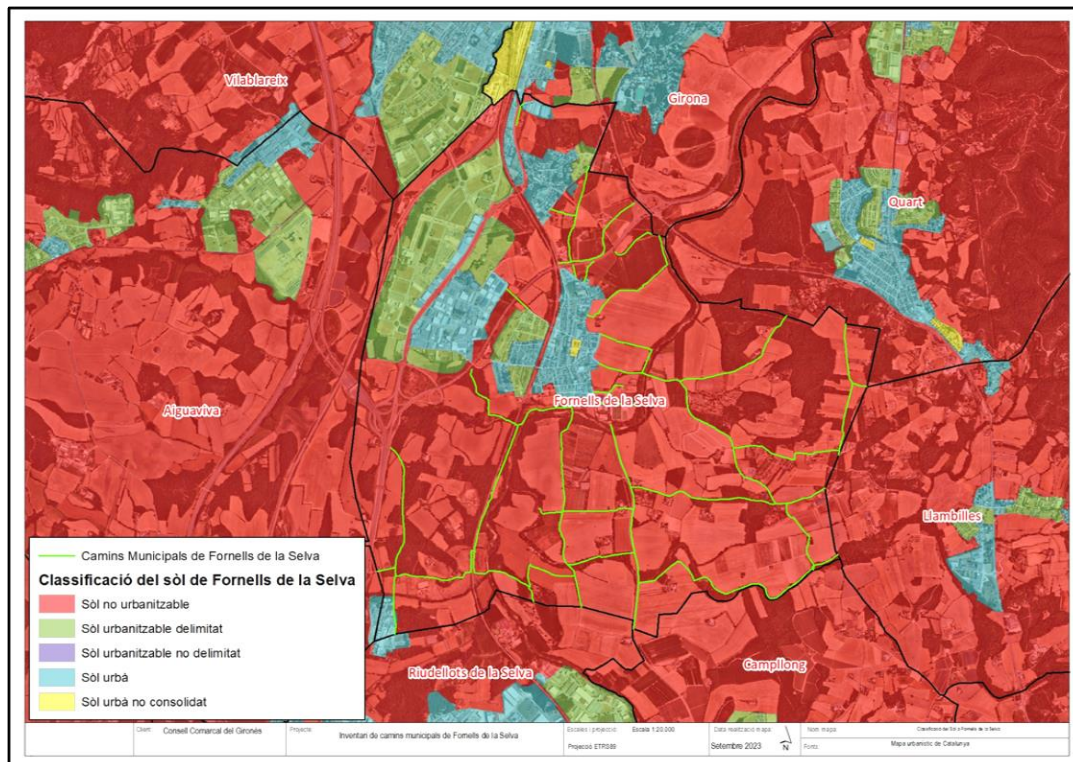 Vilablareix
Girona
Quart
Aiguaviva
Fornells de la Selva
Llambilles
Riudellots de la Selva
Campllong
Camins Municipals de Fornells de la Selva
Classificació del sòl de Fornells de la Selva
Sòl no urbanitzable
Sòl urbanitzable delimitat
Sòl urbanitzable no delimitat
Sòl urbà
Sòl urbà no consolidat
Client: Consell Comarcal del Gironès
Projecte: Inventari de camins municipals de Fornells de la Selva
Escales i projecció: Escala 1:20.000
Projecció ETRS89
Data realització mapa
Setembre 2023
N
Nom mapa: Classificació del Sòl a Fornells de la Selva
Fonts: Mapa urbanístic de Catalunya